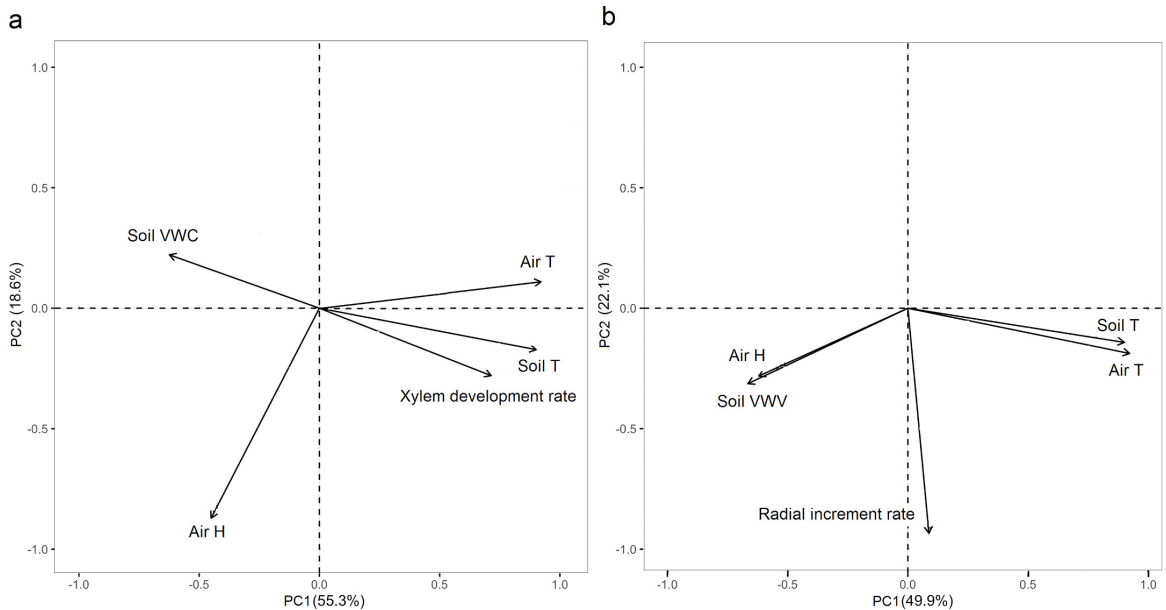 a
1.0
0.5
0.0
-0.5
-1.0
PC2 (18.6%)
Soil VWC
Air T
Soil T
Xylem development rate
Air H
-1.0 -0.5 0.0 0.5 1.0
PC1(55.3%)
b
1.0
0.5
0.0
-0.5
-1.0
PC2 (22.1%)
Soil T
Air H
Air T
Soil VWV
Radial increment rate
-1.0 -0.5 0.0 0.5 1.0
PC1(49.9%)